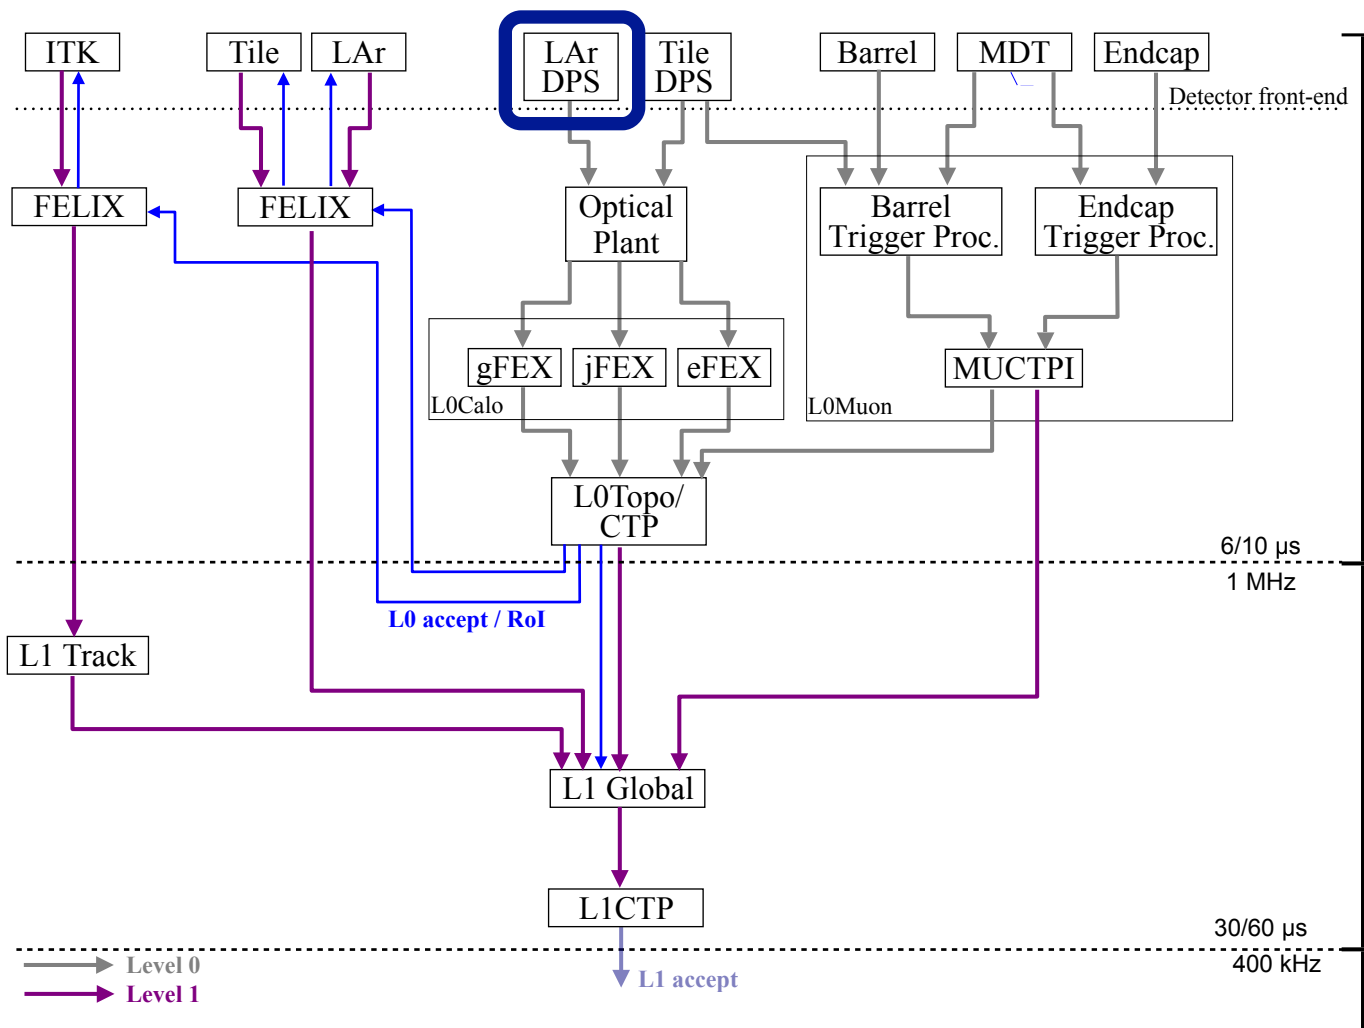 ITK
Tile
LAr
LAr
DPS
Tile
DPS
Barrel
MDT
Endcap
Detector front-end
FELIX
FELIX
Optical
Plant
Barrel
Trigger Proc.
Endcap
Trigger Proc.
gFEX
jFEX
eFEX
L0Calo
MUCTPI
L0Muon
L0Topo/
CTP
6/10 µs
1 MHz
L0 accept / RoI
L1 Track
L1 Global
L1CTP
30/60 µs
400 kHz
Level 0
Level 1
L1 accept